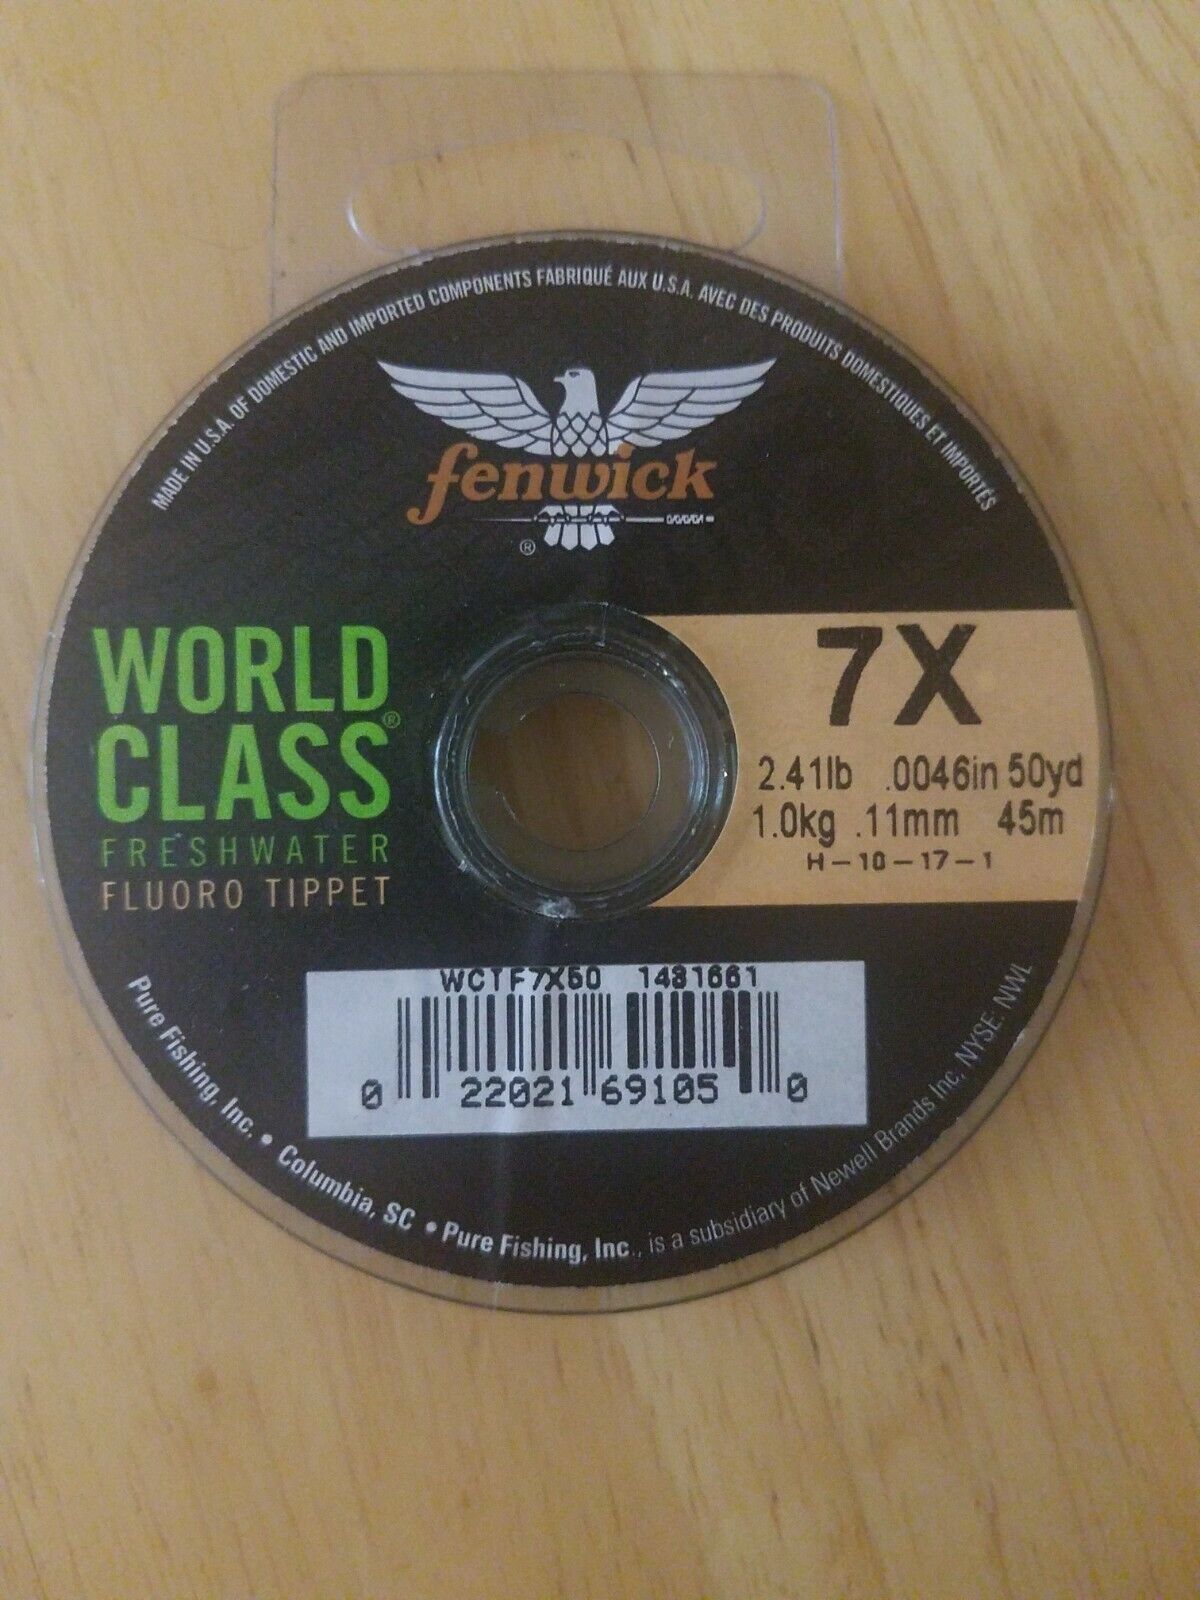 MADE IN U.S.A. OF DOMESTIC AND IMPORTED COMPONENTS FABRIQUÉ AUX U.S.A. AVEC DES PRODUITS DOMESTIQUES ET IMPORTÉS
fenwick
®
WORLD
CLASS®
FRESHWATER
FLUORO TIPPET
7X
2.41lb .0046in 50yd
1.0kg .11mm 45m
H-10-17-1
WCTF7X50 1431661
0 22021 69105 0
Pure Fishing, Inc. • Columbia, SC • Pure Fishing, Inc., is a subsidiary of Newell Brands Inc. NYSE: NWL